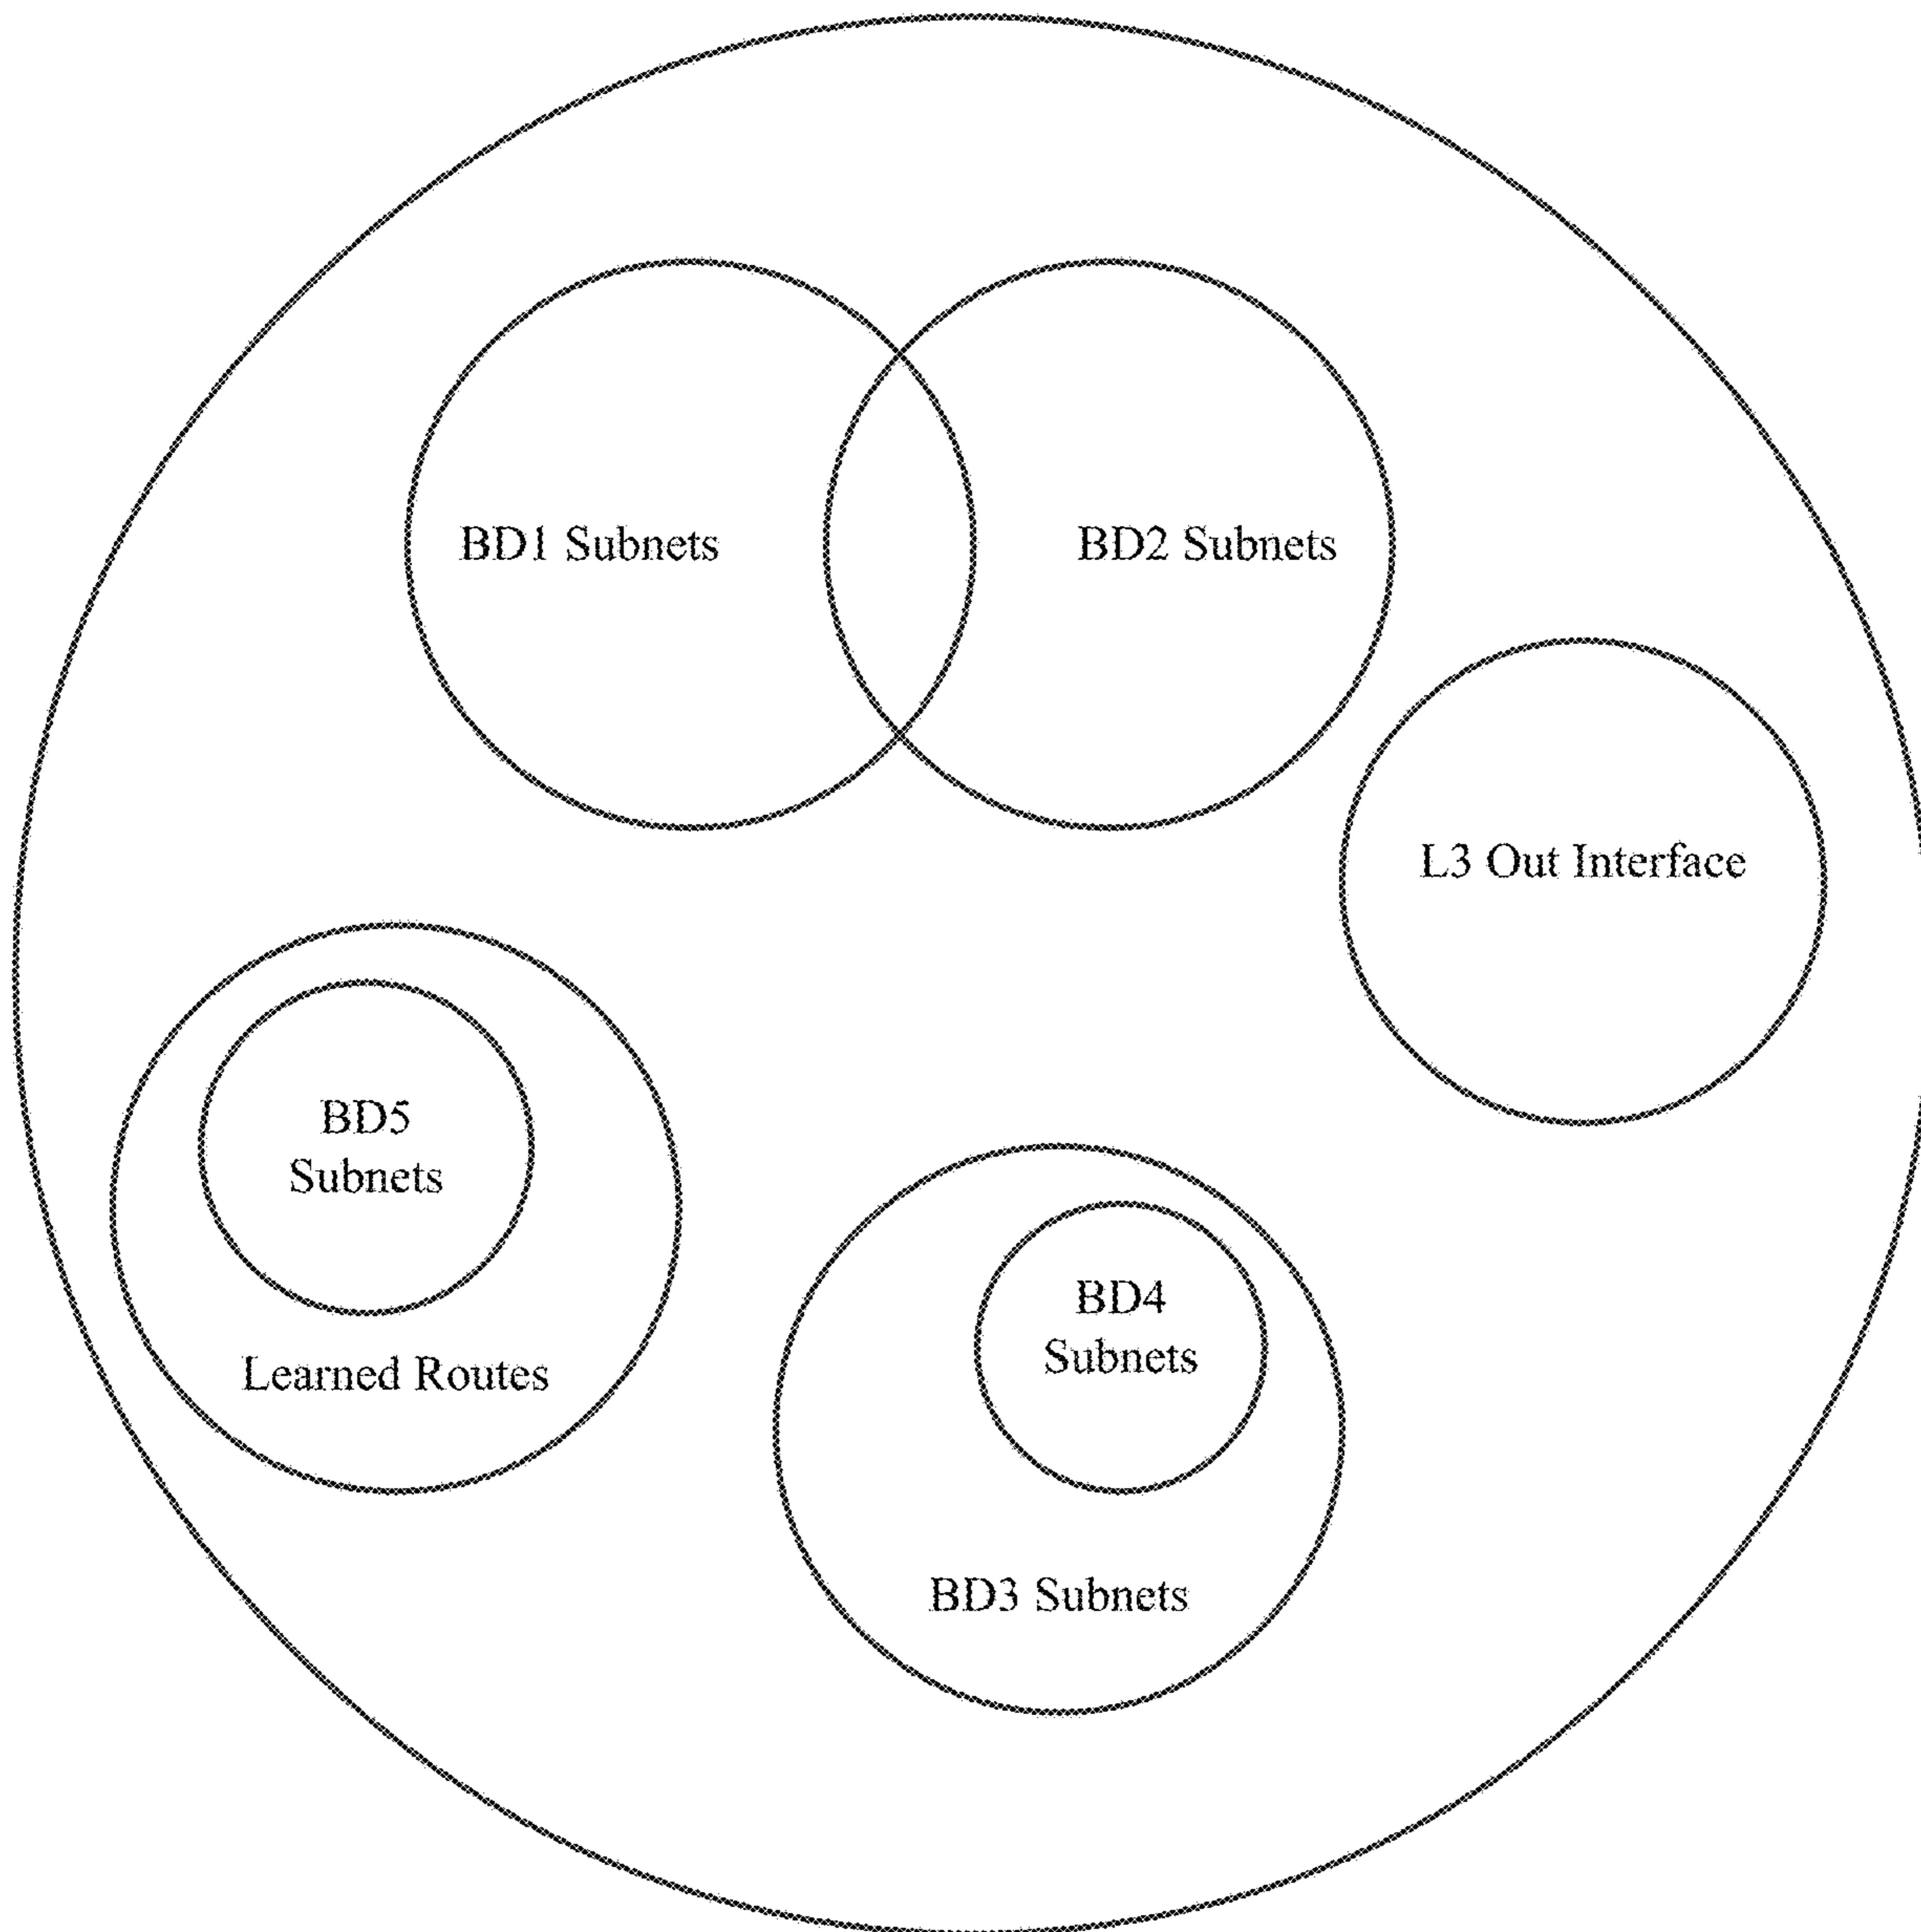 BD1 Subnets
BD2 Subnets
L3 Out Interface
BD5
Subnets
Learned Routes
BD4
Subnets
BD3 Subnets